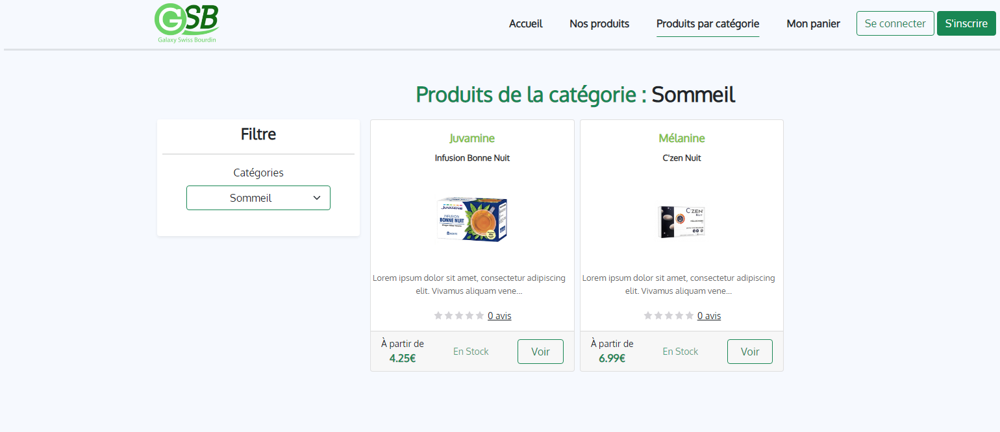 GSB
Galaxy Swiss Bourdin
Accueil
Nos produits
Produits par catégorie
Mon panier
Se connecter
S'inscrire
Produits de la catégorie : Sommeil
Filtre
Catégories
Sommeil
Juvamine
Infusion Bonne Nuit
JUVAMINE
INFUSION
BONNE NUIT
Lorem ipsum dolor sit amet, consectetur adipiscing
elit. Vivamus aliquam vene...
0 avis
À partir de
4.25€
En Stock
Voir
Mélanine
C'zen Nuit
C'ZEN
NUIT
Lorem ipsum dolor sit amet, consectetur adipiscing
elit. Vivamus aliquam vene...
0 avis
À partir de
6.99€
En Stock
Voir